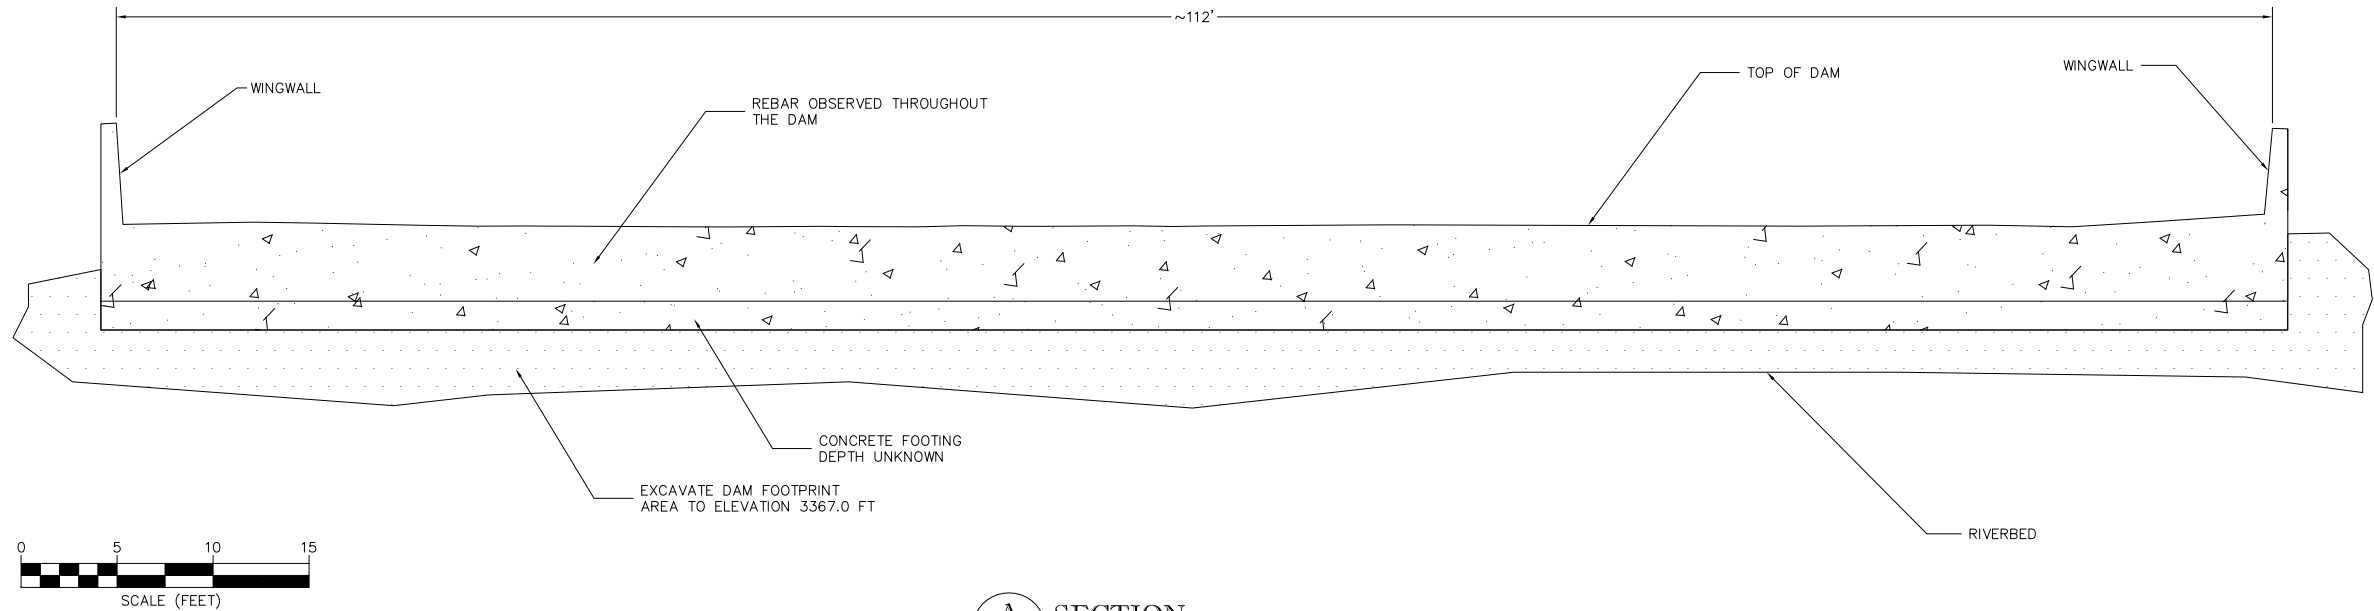 ~112'
WINGWALL
TOP OF DAM
WINGWALL
REBAR OBSERVED THROUGHOUT
THE DAM
CONCRETE FOOTING
DEPTH UNKNOWN
EXCAVATE DAM FOOTPRINT
AREA TO ELEVATION 3367.0 FT
RIVERBED
0 5 10 15
SCALE (FEET)
A SECTION